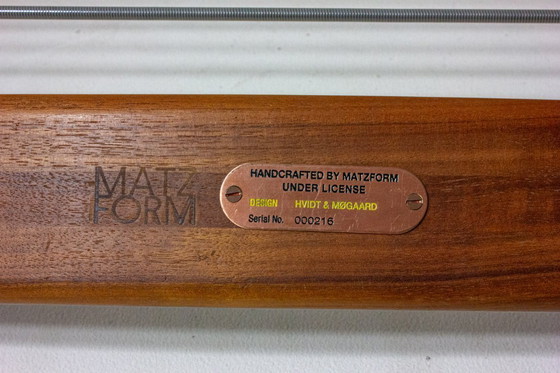 MATZ
FORM
HANDCRAFTED BY MATZFORM
UNDER LICENSE
DESIGN HVIDT & MØGAARD
Serial No. 000216